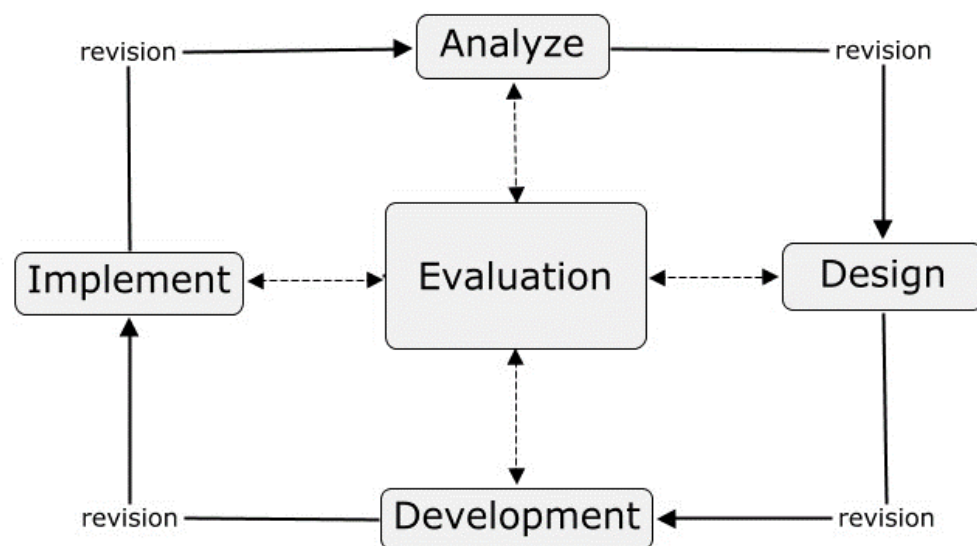 Analyze
revision
revision
Implement
Evaluation
Design
revision
Development
revision